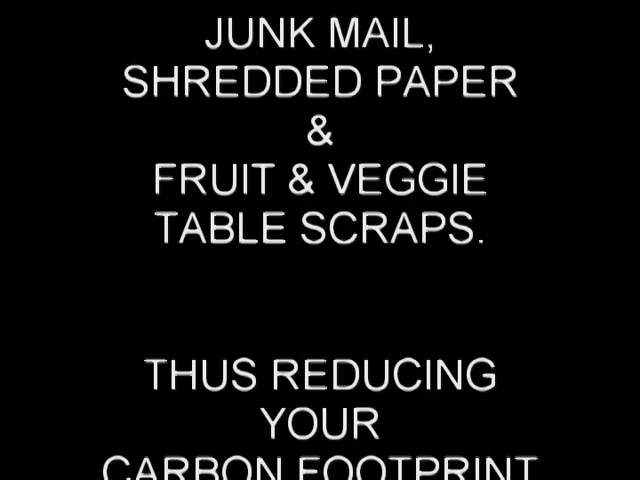 JUNK MAIL,
SHREDDED PAPER
&
FRUIT & VEGGIE
TABLE SCRAPS.
THUS REDUCING
YOUR
CARBON FOOTPRINT